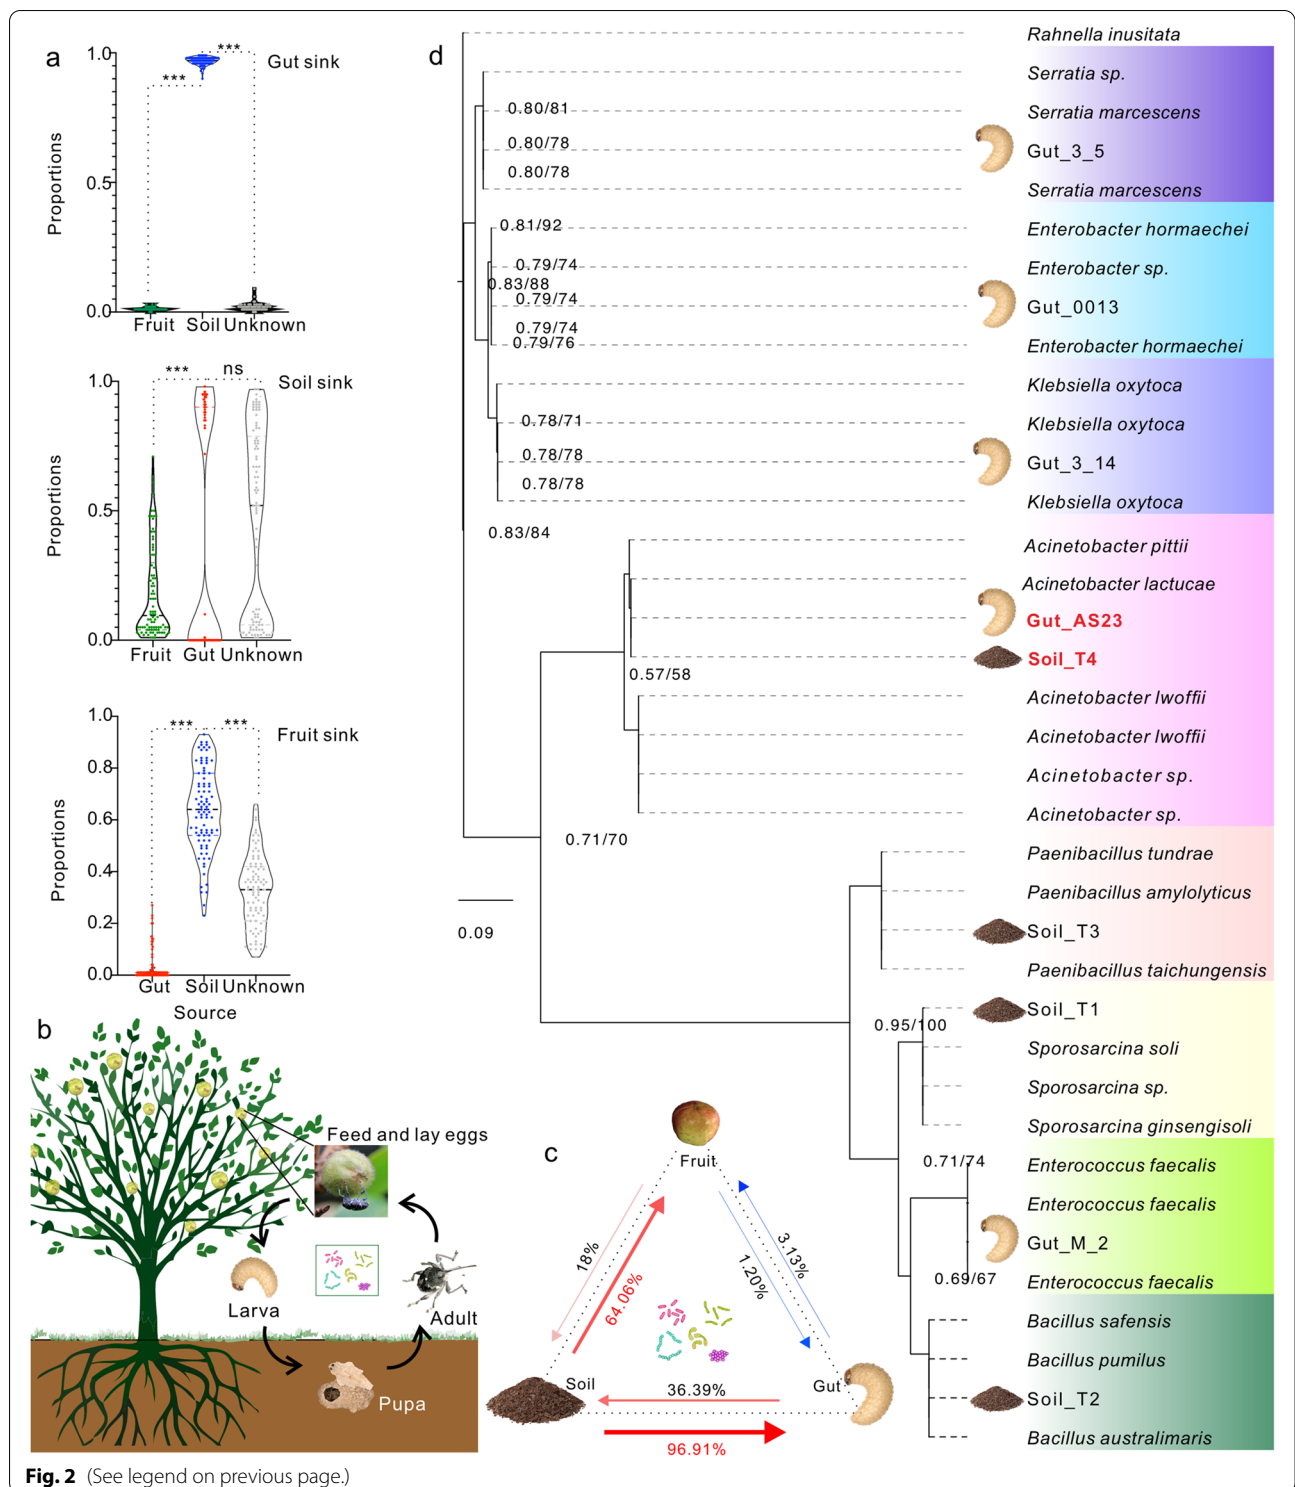 a
1.0
0.5
0.0
Proportions
***
***
Gut sink
Fruit
Soil
Unknown
1.0
0.5
0.0
Proportions
***
ns
Soil sink
Fruit
Gut
Unknown
1.0
0.8
0.6
0.4
0.2
0.0
Proportions
***
***
Fruit sink
Gut
Soil
Unknown
Source
b
Feed and lay eggs
Larva
Adult
Pupa
c
Fruit
Soil
Gut
18%
64.06%
3.13%
1.20%
36.39%
96.91%
d
0.80/81
0.80/78
0.80/78
0.81/92
0.79/74
0.83/88
0.79/74
0.79/74
0.79/76
0.78/71
0.78/78
0.78/78
0.83/84
0.57/58
0.71/70
0.09
0.95/100
0.71/74
0.69/67
Rahnella inusitata
Serratia sp.
Serratia marcescens
Gut_3_5
Serratia marcescens
Enterobacter hormaechei
Enterobacter sp.
Gut_0013
Enterobacter hormaechei
Klebsiella oxytoca
Klebsiella oxytoca
Gut_3_14
Klebsiella oxytoca
Acinetobacter pittii
Acinetobacter lactucae
Gut_AS23
Soil_T4
Acinetobacter lwoffii
Acinetobacter lwoffii
Acinetobacter sp.
Acinetobacter sp.
Paenibacillus tundrae
Paenibacillus amylolyticus
Soil_T3
Paenibacillus taichungensis
Soil_T1
Sporosarcina soli
Sporosarcina sp.
Sporosarcina ginsengisoli
Enterococcus faecalis
Enterococcus faecalis
Gut_M_2
Enterococcus faecalis
Bacillus safensis
Bacillus pumilus
Soil_T2
Bacillus australimaris
Fig. 2 (See legend on previous page.)